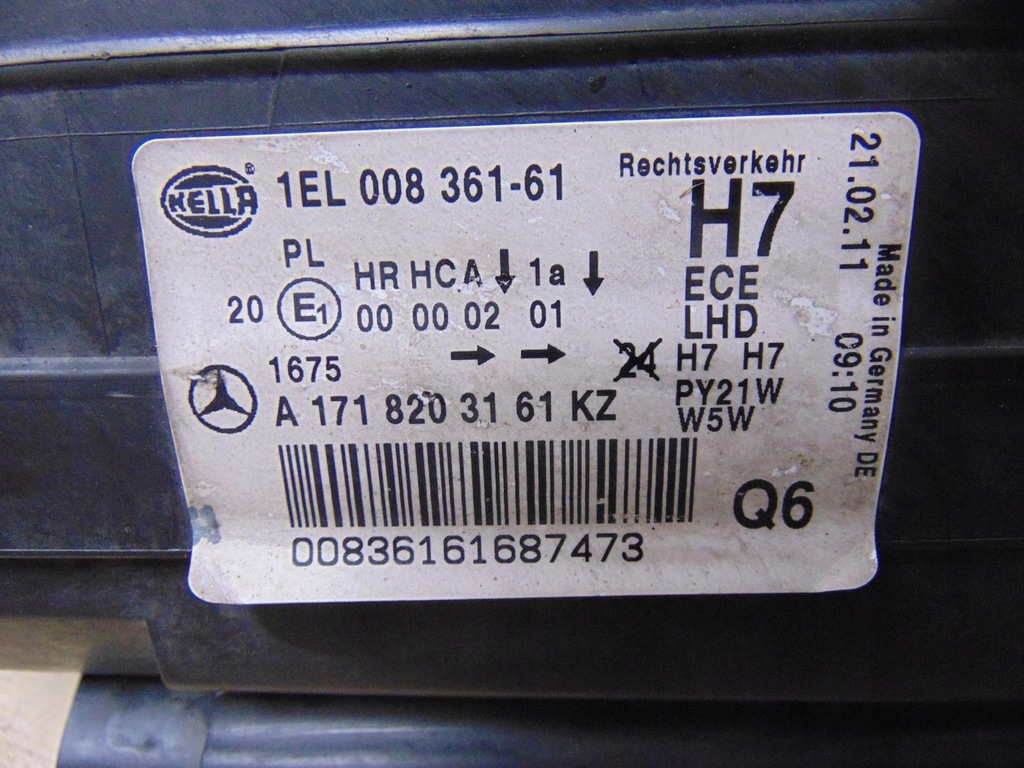 HELLA
®
1EL 008 361-61
Rechtsverkehr
H7
PL
HR HC A ↓ 1a ↓
ECE
20 E1 00 00 02 01
LHD
1675 → → 24 H7 H7
A 171 820 31 61 KZ
PY21W
W5W
Q6
00836161687473
21.02.11 09:10
Made in Germany DE